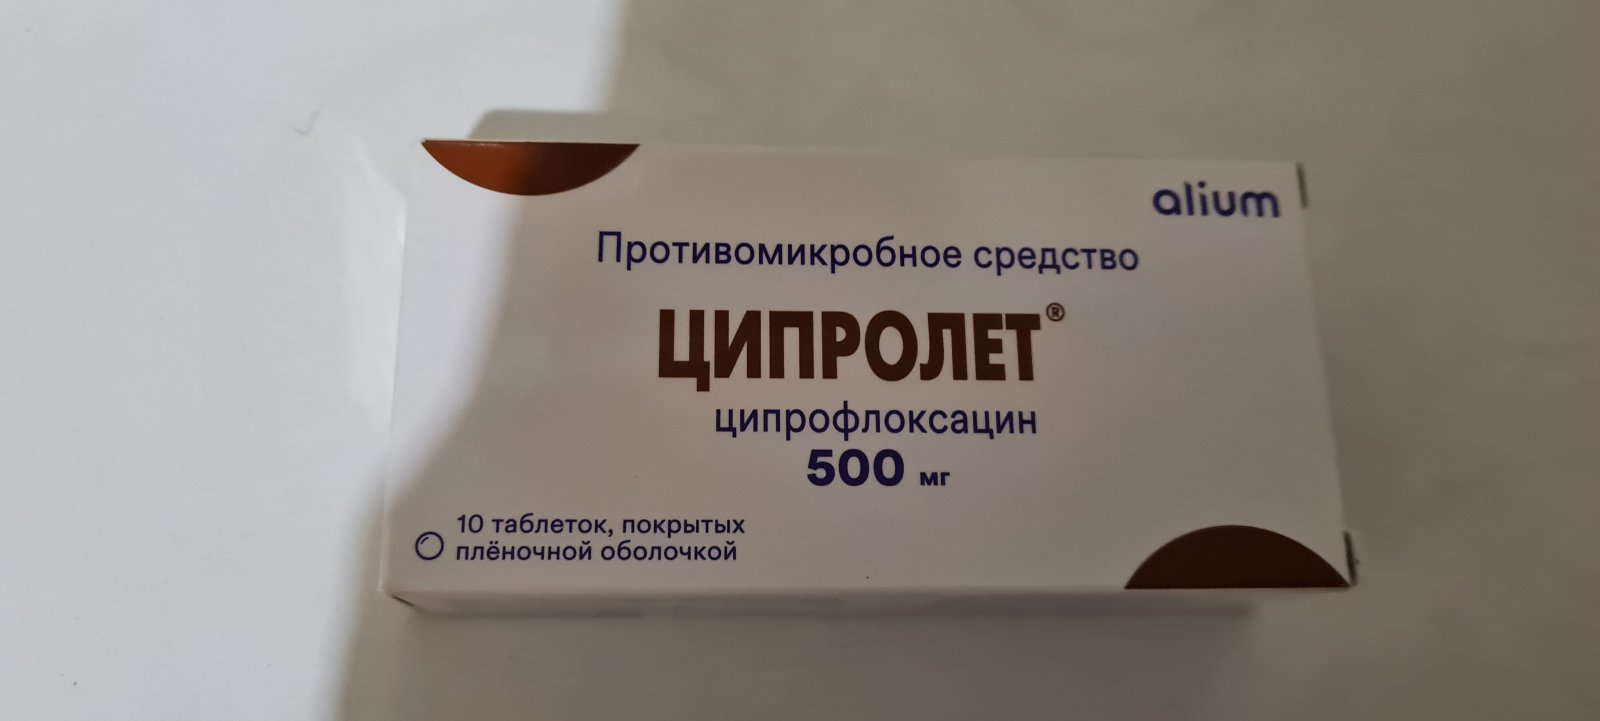 alium
Противомикробное средство
ЦИПРОЛЕТ®
ципрофлоксацин
500 мг
10 таблеток, покрытых
плёночной оболочкой